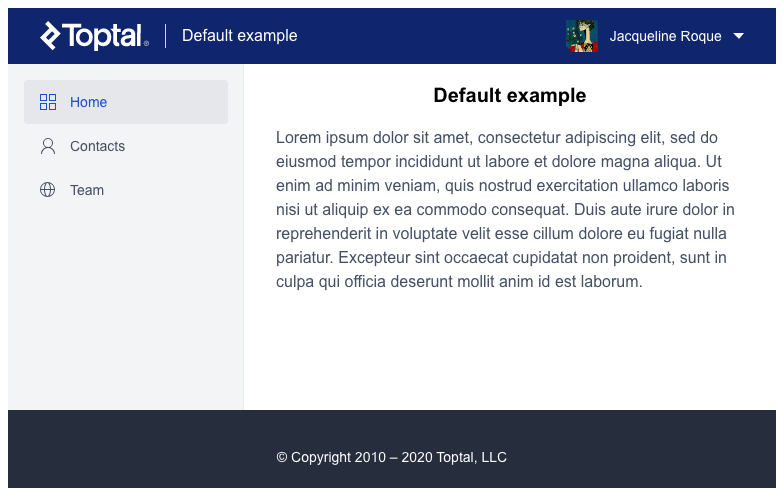 Toptal®
Default example
Jacqueline Roque
Home
Contacts
Team
Default example
Lorem ipsum dolor sit amet, consectetur adipiscing elit, sed do
eiusmod tempor incididunt ut labore et dolore magna aliqua. Ut
enim ad minim veniam, quis nostrud exercitation ullamco laboris
nisi ut aliquip ex ea commodo consequat. Duis aute irure dolor in
reprehenderit in voluptate velit esse cillum dolore eu fugiat nulla
pariatur. Excepteur sint occaecat cupidatat non proident, sunt in
culpa qui officia deserunt mollit anim id est laborum.
© Copyright 2010 – 2020 Toptal, LLC